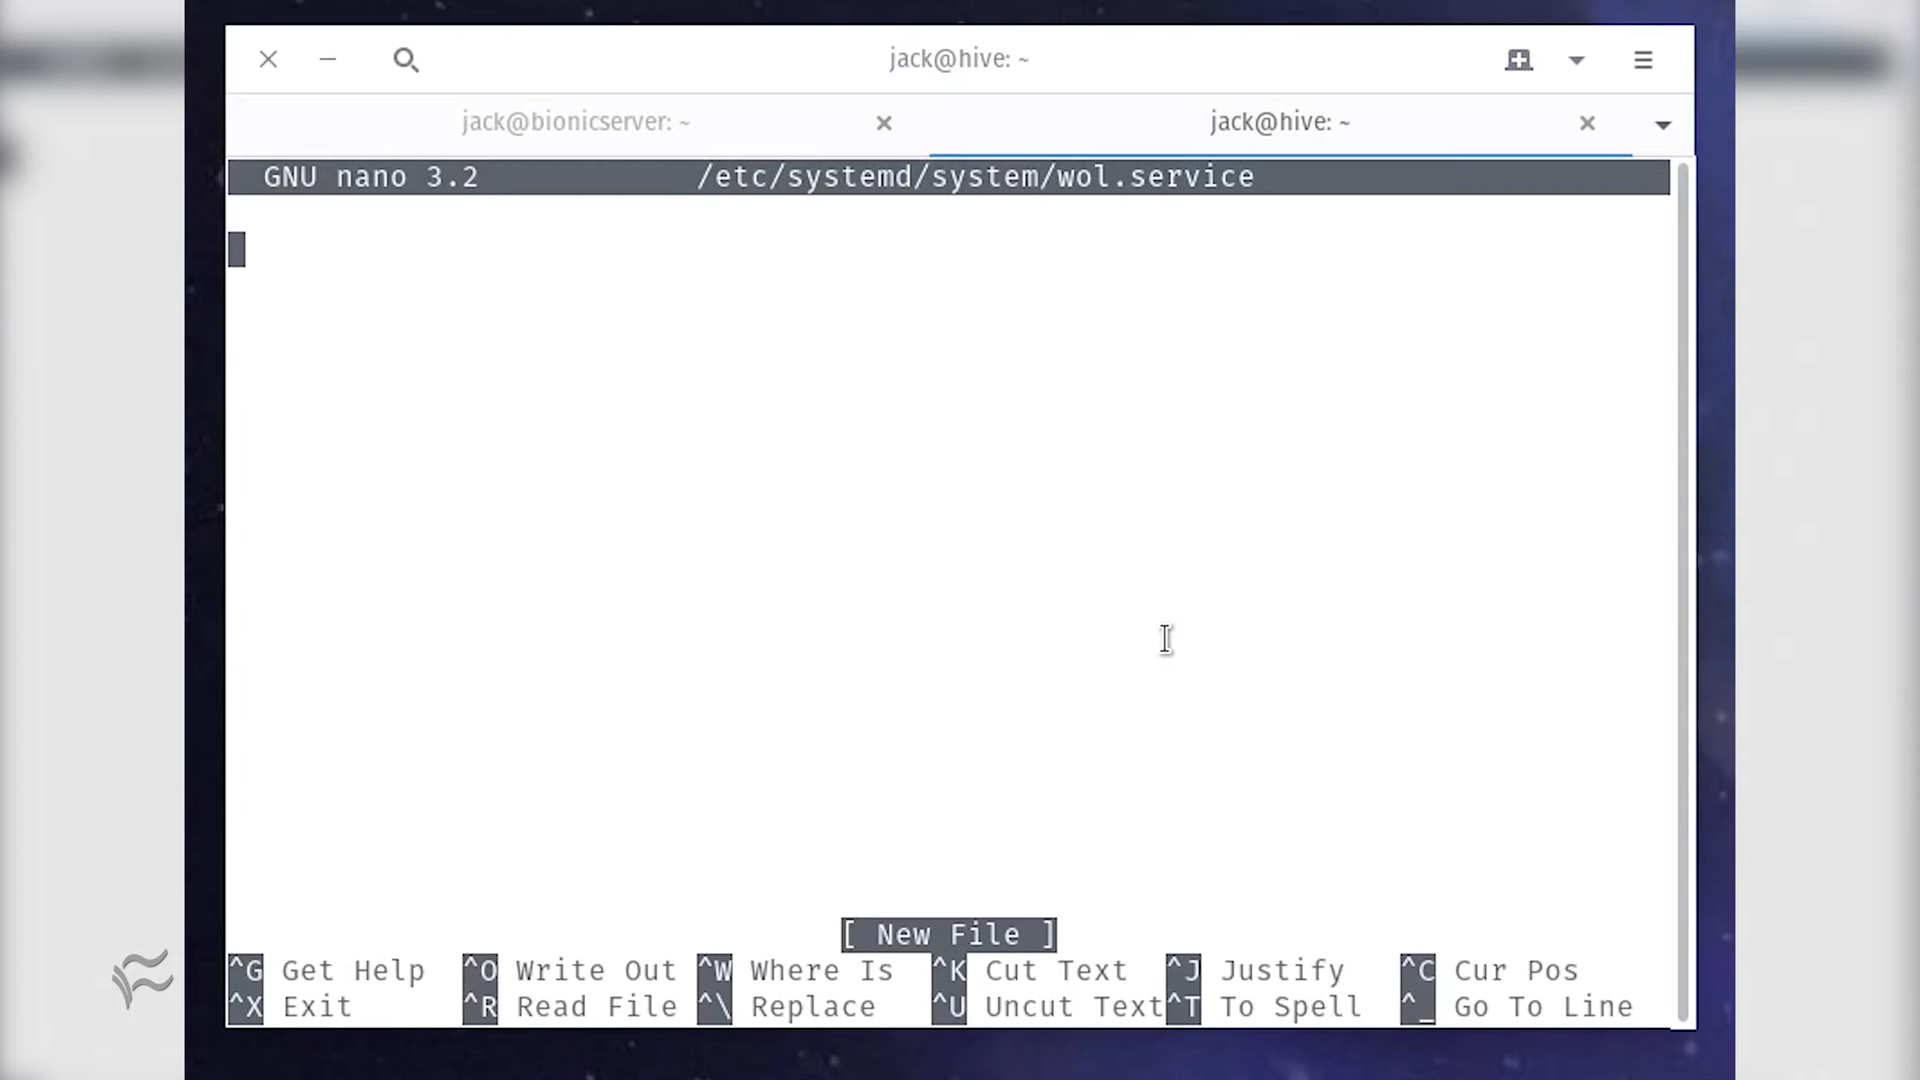 jack@hive: ~
jack@bionicserver: ~ jack@hive: ~
GNU nano 3.2 /etc/systemd/system/wol.service
[ New File ]
^G Get Help ^O Write Out ^W Where Is ^K Cut Text ^J Justify ^C Cur Pos
^X Exit ^R Read File ^\ Replace ^U Uncut Text ^T To Spell ^_ Go To Line